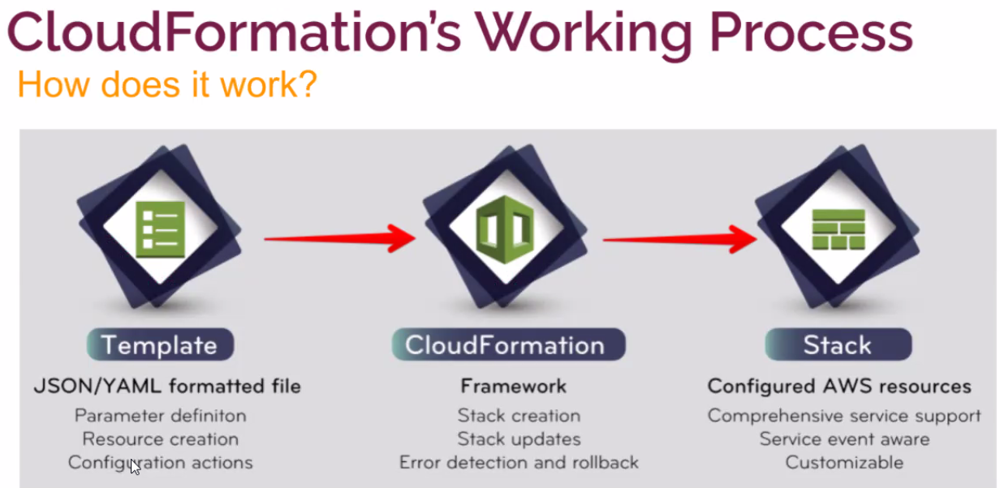 CloudFormation's Working Process
How does it work?
Template
JSON/YAML formatted file
Parameter definiton
Resource creation
Configuration actions
CloudFormation
Framework
Stack creation
Stack updates
Error detection and rollback
Stack
Configured AWS resources
Comprehensive service support
Service event aware
Customizable